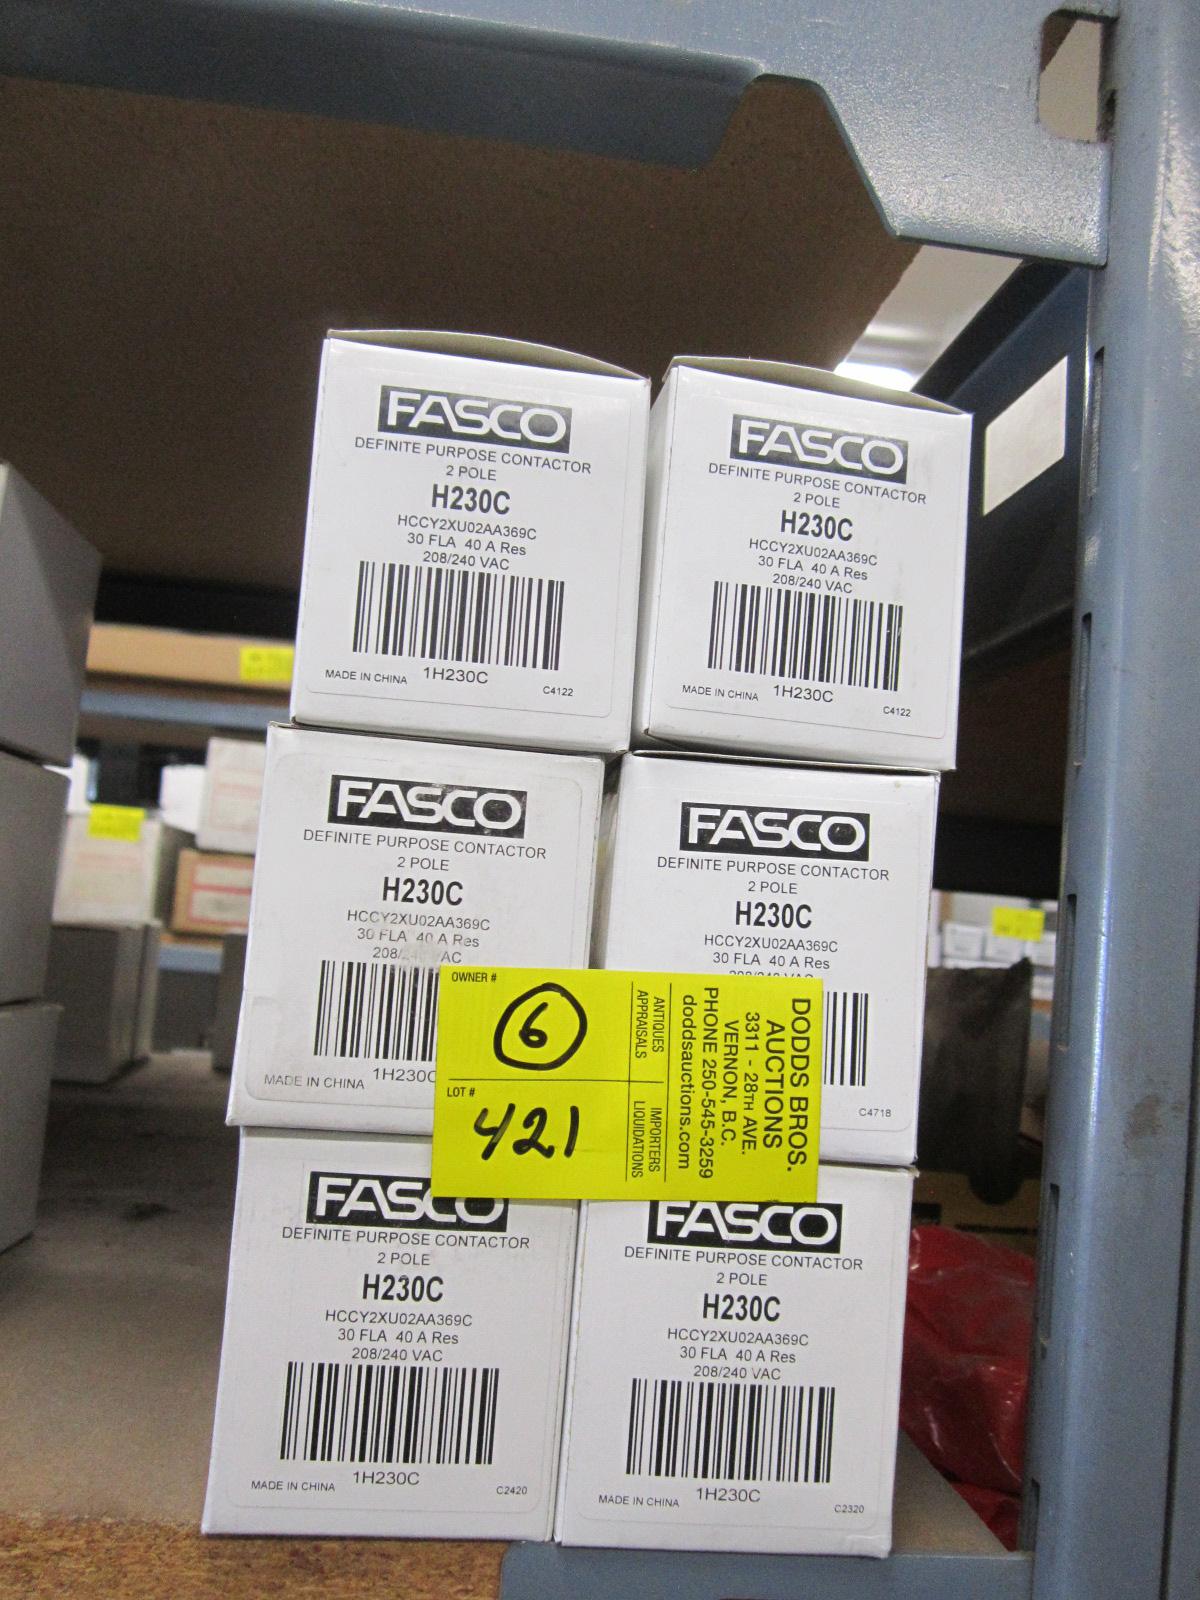 FASCO
DEFINITE PURPOSE CONTACTOR
2 POLE
H230C
HCCY2XU02AA369C
30 FLA 40 A Res
208/240 VAC
MADE IN CHINA 1H230C C4122
FASCO
DEFINITE PURPOSE CONTACTOR
2 POLE
H230C
HCCY2XU02AA369C
30 FLA 40 A Res
208/240 VAC
MADE IN CHINA 1H230C C4122
FASCO
DEFINITE PURPOSE CONTACTOR
2 POLE
H230C
HCCY2XU02AA369C
30 FLA 40 A Res
MADE IN CHINA 1H230C
FASCO
DEFINITE PURPOSE CONTACTOR
2 POLE
H230C
HCCY2XU02AA369C
30 FLA 40 A Res
208/240 VAC
C4718
OWNER #
6
LOT #
421
DODDS BROS.
AUCTIONS
3311 - 28TH AVE.
VERNON, B.C.
PHONE 250-545-3259
doddsauctions.com
ANTIQUES IMPORTERS
APPRAISALS LIQUIDATIONS
FASCO
DEFINITE PURPOSE CONTACTOR
2 POLE
H230C
HCCY2XU02AA369C
30 FLA 40 A Res
208/240 VAC
MADE IN CHINA 1H230C C2420
FASCO
DEFINITE PURPOSE CONTACTOR
2 POLE
H230C
HCCY2XU02AA369C
30 FLA 40 A Res
208/240 VAC
MADE IN CHINA 1H230C C2320